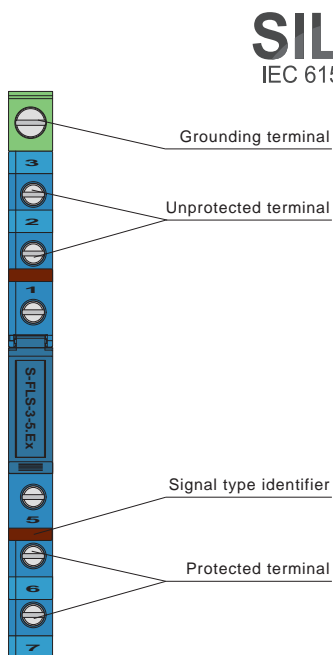 SIL
IEC 615
Grounding terminal
3
Unprotected terminal
2
1
S-FLS-3-5.Ex
Signal type identifier
5
Protected terminal
6
7